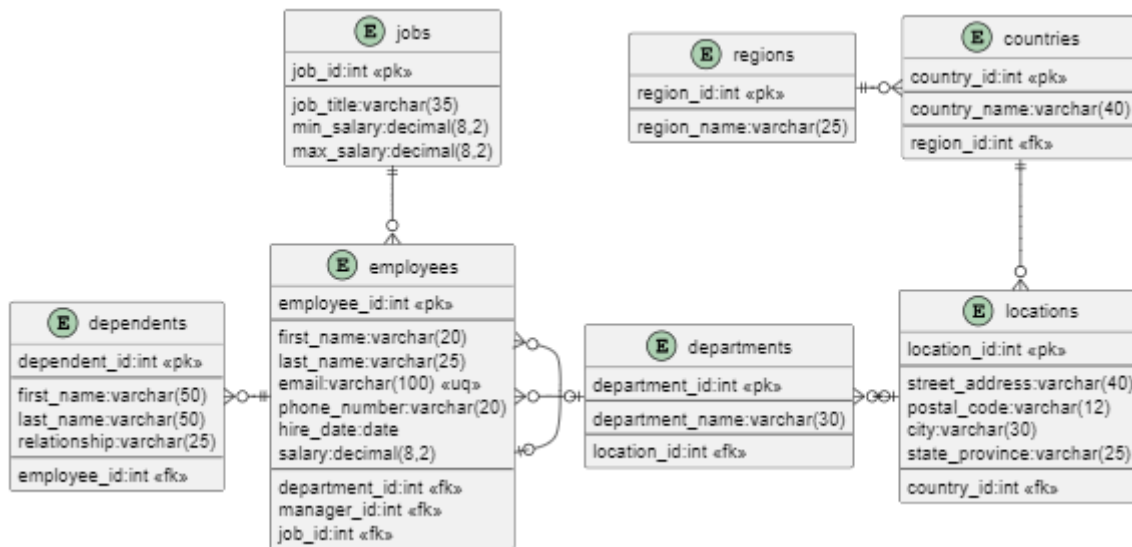 E jobs
job_id:int «pk»
job_title:varchar(35)
min_salary:decimal(8,2)
max_salary:decimal(8,2)
E regions
region_id:int «pk»
region_name:varchar(25)
E countries
country_id:int «pk»
country_name:varchar(40)
region_id:int «fk»
E dependents
dependent_id:int «pk»
first_name:varchar(50)
last_name:varchar(50)
relationship:varchar(25)
employee_id:int «fk»
E employees
employee_id:int «pk»
first_name:varchar(20)
last_name:varchar(25)
email:varchar(100) «uq»
phone_number:varchar(20)
hire_date:date
salary:decimal(8,2)
department_id:int «fk»
manager_id:int «fk»
job_id:int «fk»
E departments
department_id:int «pk»
department_name:varchar(30)
location_id:int «fk»
E locations
location_id:int «pk»
street_address:varchar(40)
postal_code:varchar(12)
city:varchar(30)
state_province:varchar(25)
country_id:int «fk»